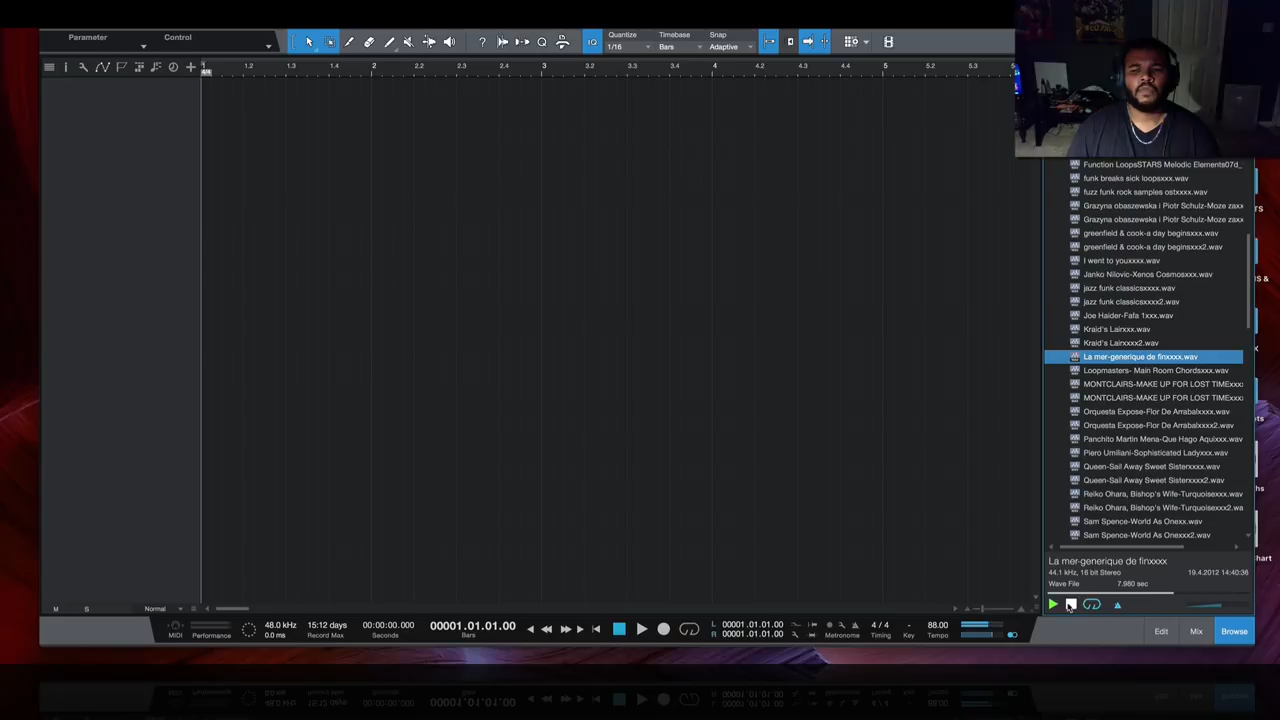 Parameter
Control
Quantize
Timebase
Snap
1/16
Bars
Adaptive
IQ
1.2
1.3
1.4
2
3
3.2
3.3
3.4
4
4.2
4.3
4.4
5
5.2
5.3
4/4
Function LoopsSTARS Melodic Elements07d_
funk breaks sick loopsxxx.wav
fuzz funk rock samples ostxxxx.wav
Grazyna obaszewska i Piotr Schulz-Moze zaxx
Grazyna obaszewska i Piotr Schulz-Moze zaxx
greenfield & cook-a day beginsxxx.wav
greenfield & cook-a day beginsxxx2.wav
I went to youxxxx.wav
Janko Nilovic-Xenos Cosmosxxx.wav
jazz funk classicsxxxx.wav
jazz funk classicsxxxx2.wav
Joe Haider-Fafa 1xxx.wav
Kraid's Lairxxx.wav
Kraid's Lairxxxx2.wav
La mer-generique de finxxxx.wav
Loopmasters- Main Room Chordsxxx.wav
MONTCLAIRS-MAKE UP FOR LOST TIMExxx
MONTCLAIRS-MAKE UP FOR LOST TIMExxx
Orquesta Expose-Flor De Arrabalxxxx.wav
Orquesta Expose-Flor De Arrabalxxxx2.wav
Panchito Martin Mena-Que Hago Aquixxx.wav
Piero Umiliani-Sophisticated Ladyxxx.wav
Queen-Sail Away Sweet Sisterxxxx.wav
Queen-Sail Away Sweet Sisterxxxx2.wav
Reiko Ohara, Bishop's Wife-Turquoisexxx.wav
Reiko Ohara, Bishop's Wife-Turquoisexxx2.wa
Sam Spence-World As Onexx.wav
Sam Spence-World As Onexxx2.wav
La mer-generique de finxxxx
44.1 kHz, 16 bit Stereo
19.4.2012 14:40:36
Wave File
7.980 sec
M
S
Normal
MIDI
Performance
48.0 kHz
0.0 ms
15:12 days
Record Max
00:00:00.000
Seconds
00001.01.01.00
Bars
L
00001.01.01.00
R
00001.01.01.00
Metronome
4 / 4
Timing
-
Key
88.00
Tempo
Edit
Mix
Browse